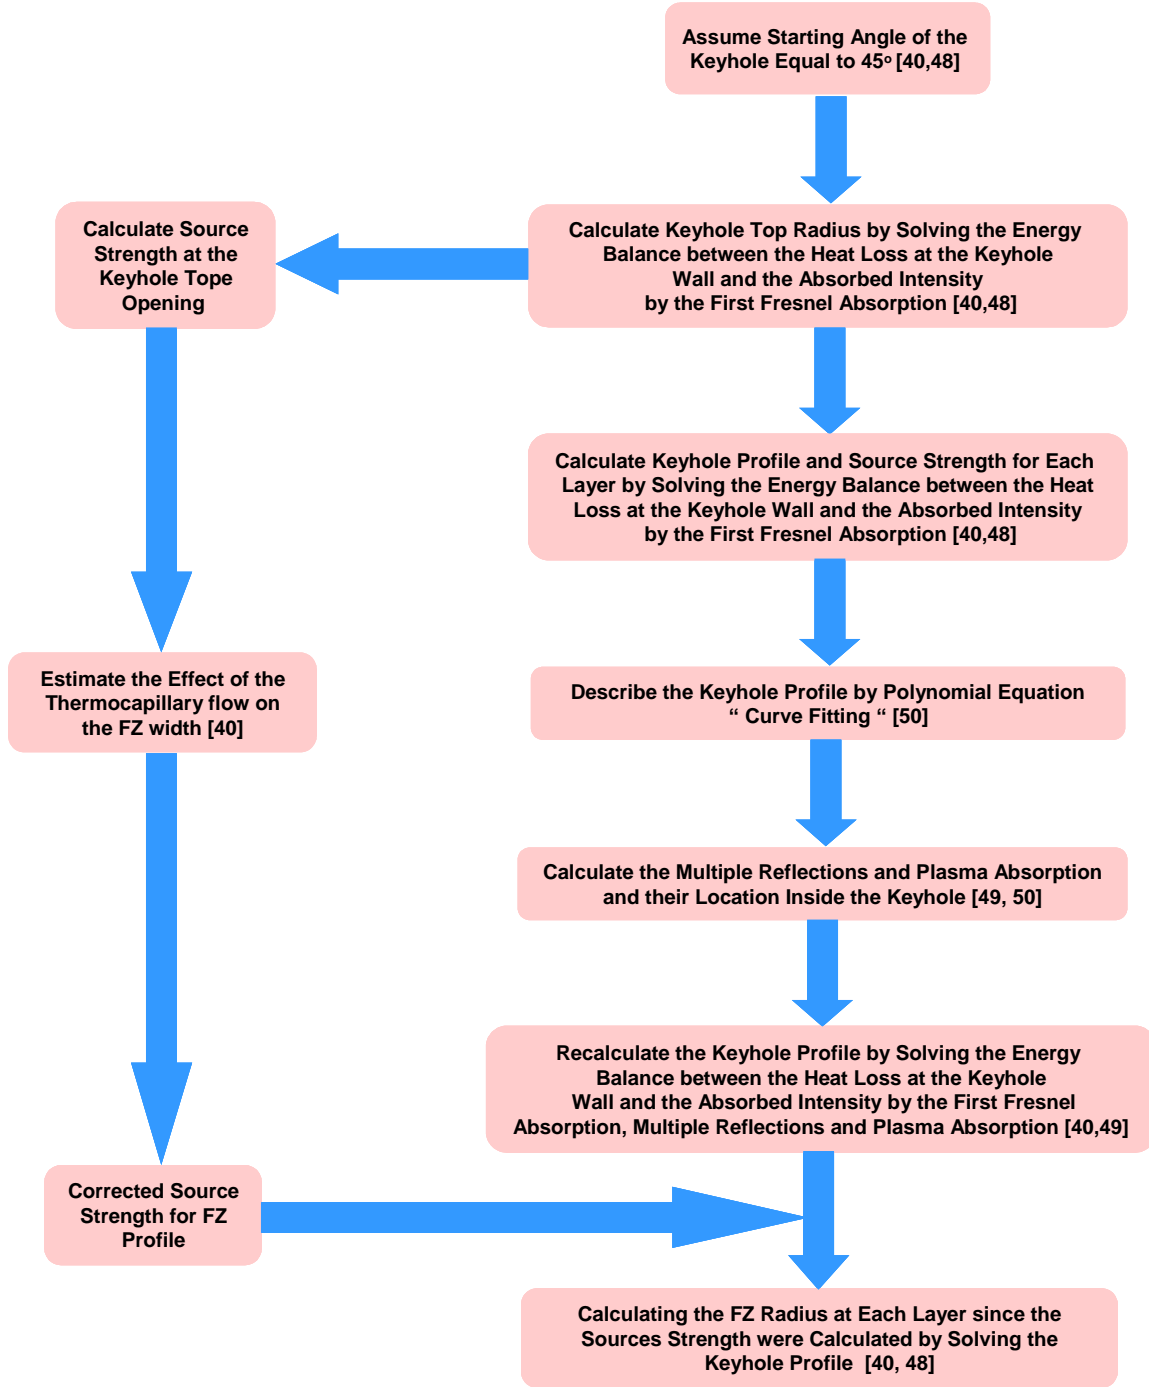 Assume Starting Angle of the
Keyhole Equal to 45º [40,48]
Calculate Keyhole Top Radius by Solving the Energy
Balance between the Heat Loss at the Keyhole
Wall and the Absorbed Intensity
by the First Fresnel Absorption [40,48]
Calculate Source
Strength at the
Keyhole Tope
Opening
Calculate Keyhole Profile and Source Strength for Each
Layer by Solving the Energy Balance between the Heat
Loss at the Keyhole Wall and the Absorbed Intensity
by the First Fresnel Absorption [40,48]
Estimate the Effect of the
Thermocapillary flow on
the FZ width [40]
Describe the Keyhole Profile by Polynomial Equation
“ Curve Fitting “ [50]
Calculate the Multiple Reflections and Plasma Absorption
and their Location Inside the Keyhole [49, 50]
Recalculate the Keyhole Profile by Solving the Energy
Balance between the Heat Loss at the Keyhole
Wall and the Absorbed Intensity by the First Fresnel
Absorption, Multiple Reflections and Plasma Absorption [40,49]
Corrected Source
Strength for FZ
Profile
Calculating the FZ Radius at Each Layer since the
Sources Strength were Calculated by Solving the
Keyhole Profile [40, 48]